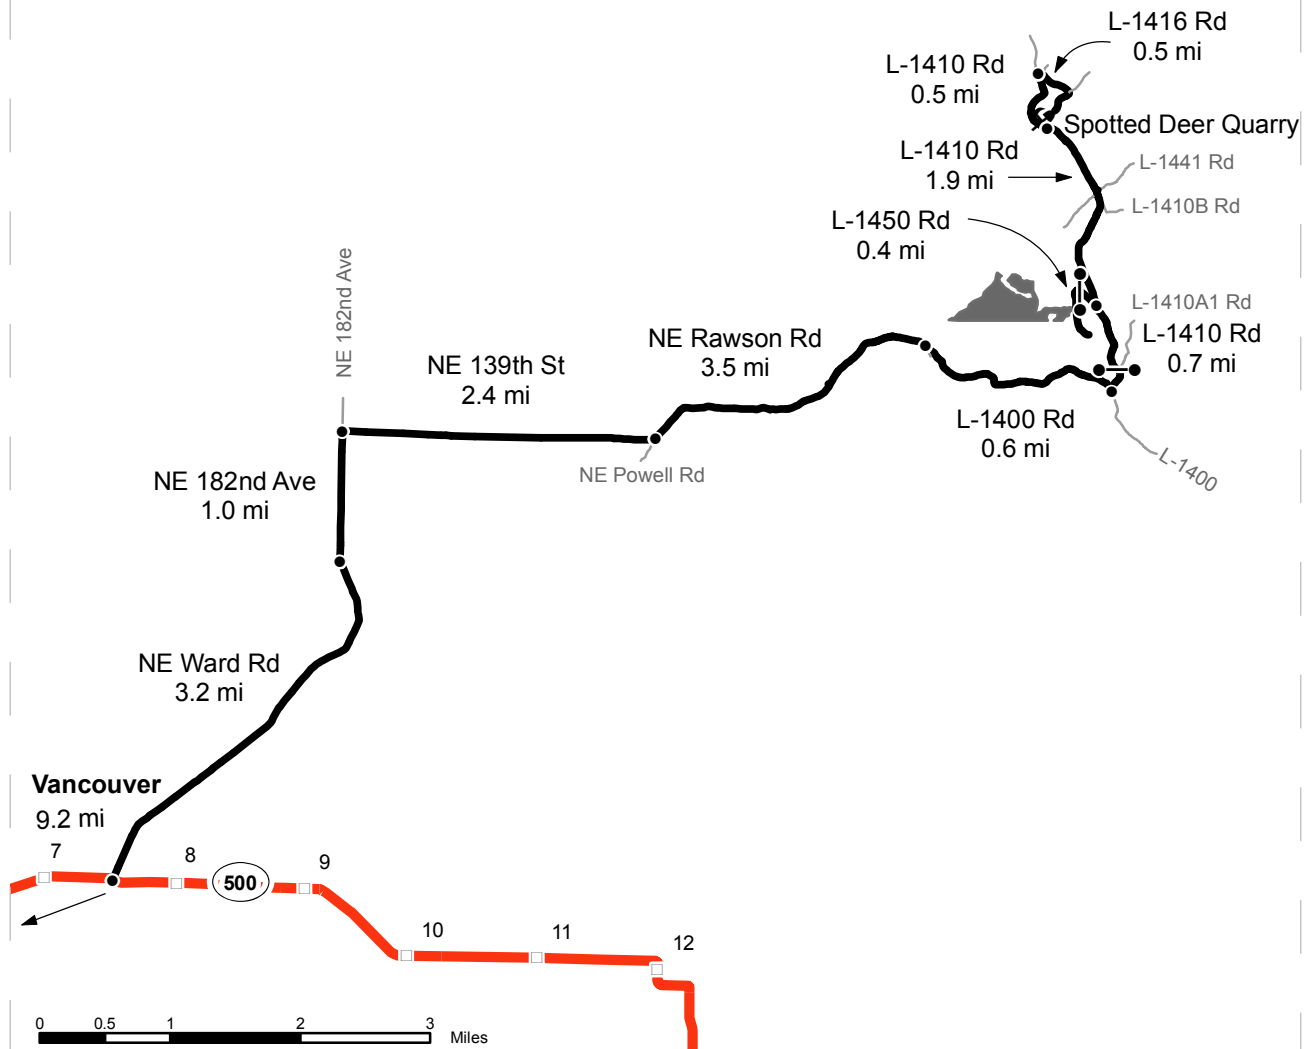 L-1416 Rd
0.5 mi
L-1410 Rd
0.5 mi
Spotted Deer Quarry
L-1410 Rd
1.9 mi
L-1441 Rd
L-1410B Rd
L-1450 Rd
0.4 mi
NE 182nd Ave
L-1410A1 Rd
L-1410 Rd
0.7 mi
NE Rawson Rd
3.5 mi
NE 139th St
2.4 mi
L-1400 Rd
0.6 mi
L-1400
NE Powell Rd
NE 182nd Ave
1.0 mi
NE Ward Rd
3.2 mi
Vancouver
9.2 mi
7
8
9
500
10
11
12
0 0.5 1 2 3
Miles